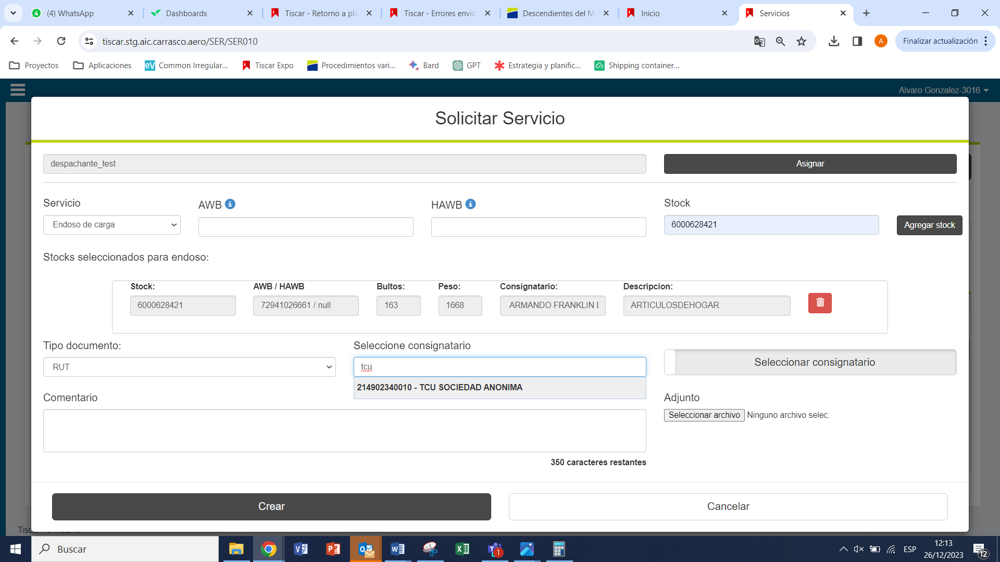 (4) WhatsApp
Dashboards
Tiscar - Retorno a pla
Tiscar - Errores envio
Descendientes del M
Inicio
Servicios
tiscar.stg.aic.carrasco.aero/SER/SER010
A
Finalizar actualización
Proyectos
Aplicaciones
eV Common Irregular...
Tiscar Expo
Procedimientos vari...
Bard
GPT
Estrategia y planific...
Shipping container...
Alvaro Gonzalez-3016
Solicitar Servicio
despachante_test
Asignar
Servicio
AWB
HAWB
Stock
Endoso de carga
6000628421
Agregar stock
Stocks seleccionados para endoso:
Stock:
AWB / HAWB
Bultos:
Peso:
Consignatario:
Descripcion:
6000628421
72941026661 / null
163
1668
ARMANDO FRANKLIN
ARTICULOSDEHOGAR
Tipo documento:
Seleccione consignatario
RUT
tcu
Seleccionar consignatario
214902340010 - TCU SOCIEDAD ANONIMA
Comentario
Adjunto
Seleccionar archivo Ninguno archivo selec.
350 caracteres restantes
Crear
Cancelar
Buscar
ESP
12:13
26/12/2023
1
12